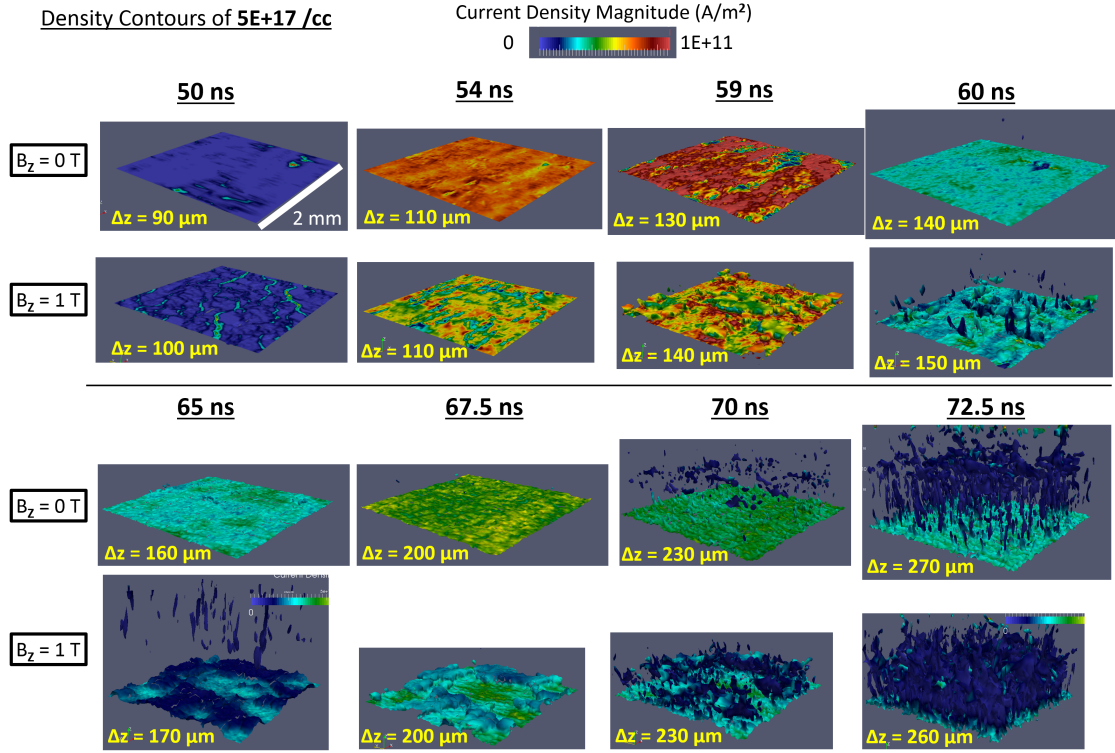 Density Contours of 5E+17 /cc
Current Density Magnitude (A/m²)
0
1E+11
50 ns
54 ns
59 ns
60 ns
B_z = 0 T
Δz = 90 µm
2 mm
Δz = 110 µm
Δz = 130 µm
Δz = 140 µm
B_z = 1 T
Δz = 100 µm
Δz = 110 µm
Δz = 140 µm
Δz = 150 µm
65 ns
67.5 ns
70 ns
72.5 ns
B_z = 0 T
Δz = 160 µm
Δz = 200 µm
Δz = 230 µm
Δz = 270 µm
B_z = 1 T
Current Densi
0
Δz = 170 µm
Δz = 200 µm
Δz = 230 µm
0
Δz = 260 µm